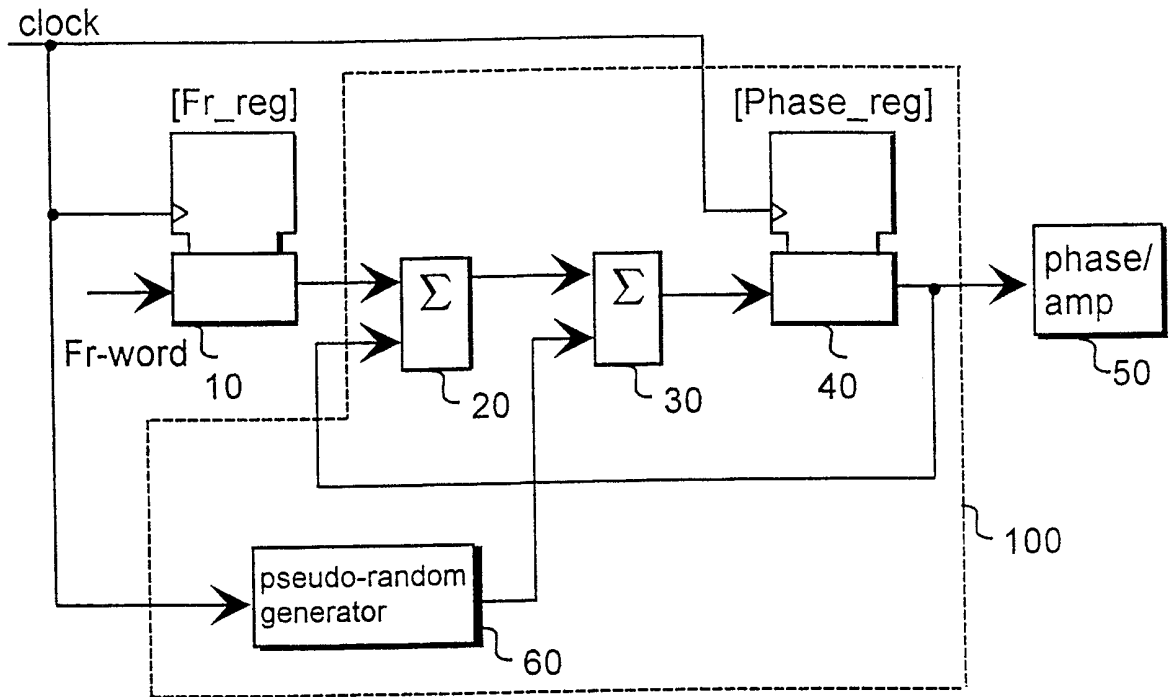 clock
[Fr_reg]
[Phase_reg]
Σ
Σ
phase/
amp
Fr-word
10
20
30
40
50
100
pseudo-random
generator
60